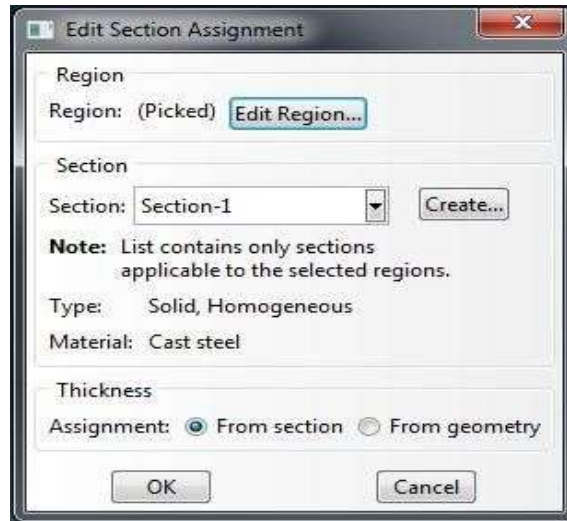 Edit Section Assignment
Region
Region: (Picked) Edit Region...
Section
Section: Section-1 Create...
Note: List contains only sections
applicable to the selected regions.
Type: Solid, Homogeneous
Material: Cast steel
Thickness
Assignment: From section From geometry
OK Cancel